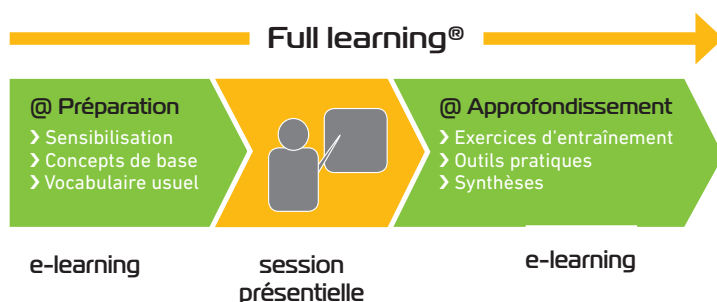 Full learning®
@ Préparation
❯ Sensibilisation
❯ Concepts de base
❯ Vocabulaire usuel
@ Approfondissement
❯ Exercices d'entraînement
❯ Outils pratiques
❯ Synthèses
e-learning
session
présentielle
e-learning